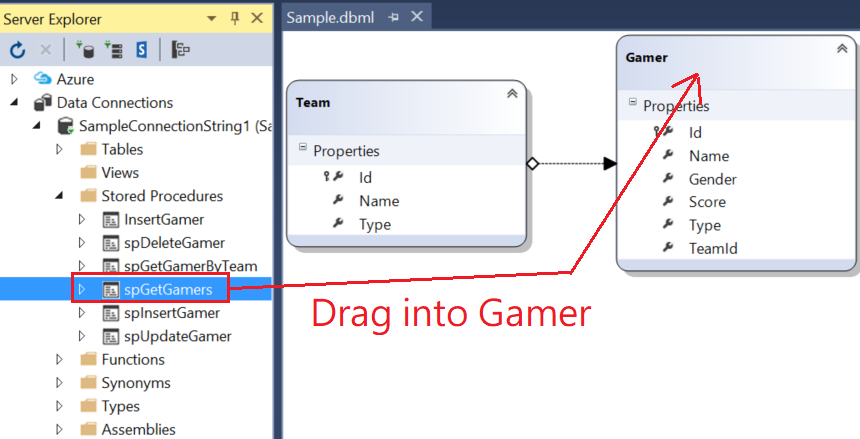 Server Explorer
Azure
Data Connections
SampleConnectionString1 (Sa
Tables
Views
Stored Procedures
InsertGamer
spDeleteGamer
spGetGamerByTeam
spGetGamers
spInsertGamer
spUpdateGamer
Functions
Synonyms
Types
Assemblies
Sample.dbml
Team
Properties
Id
Name
Type
Gamer
Properties
Id
Name
Gender
Score
Type
TeamId
Drag into Gamer